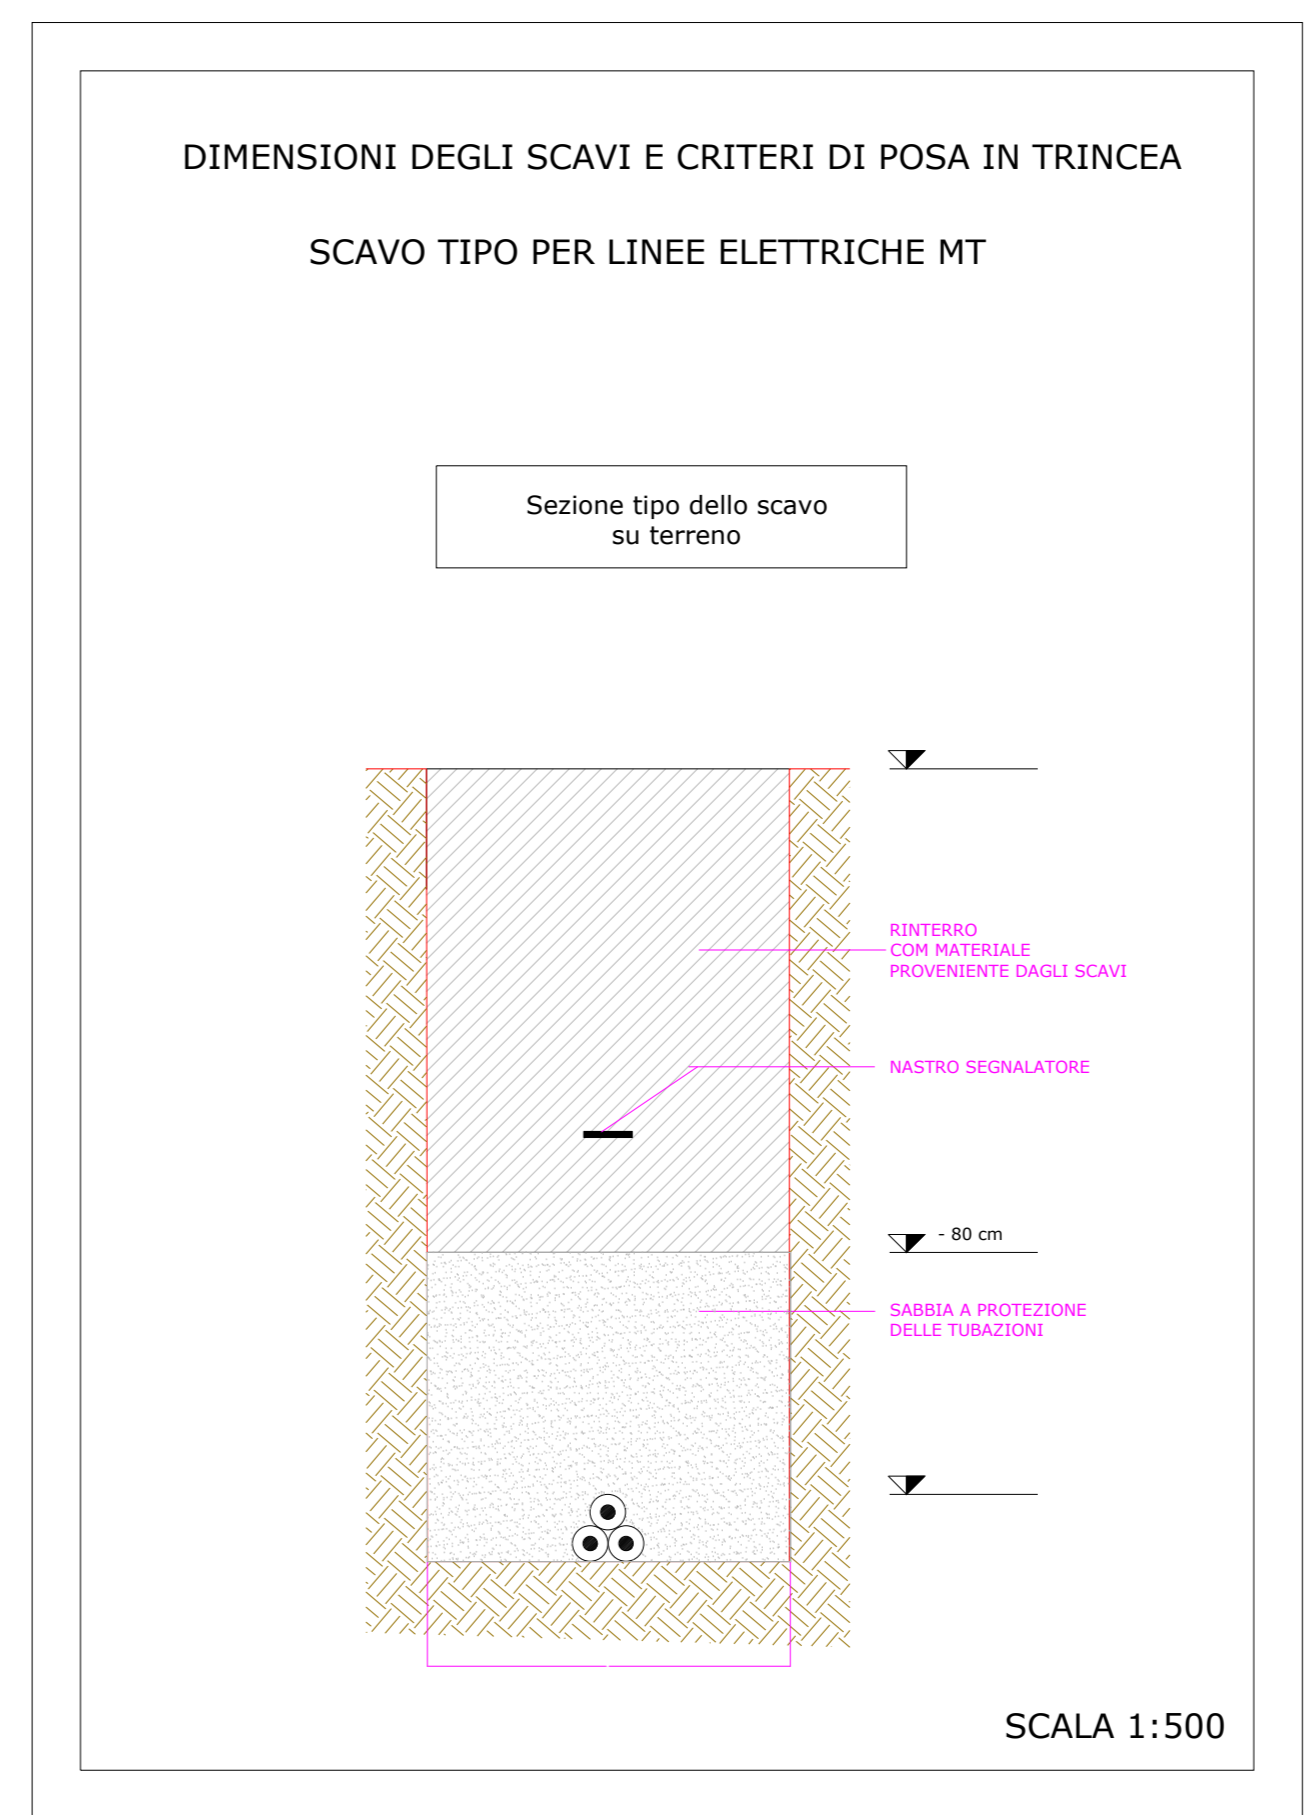 DIMENSIONI DEGLI SCAVI E CRITERI DI POSA IN TRINCEA
SCAVO TIPO PER LINEE ELETTRICHE MT
Sezione tipo dello scavo
su terreno
RINTERRO
COM MATERIALE
PROVENIENTE DAGLI SCAVI
NASTRO SEGNALATORE
- 80 cm
SABBIA A PROTEZIONE
DELLE TUBAZIONI
SCALA 1:500